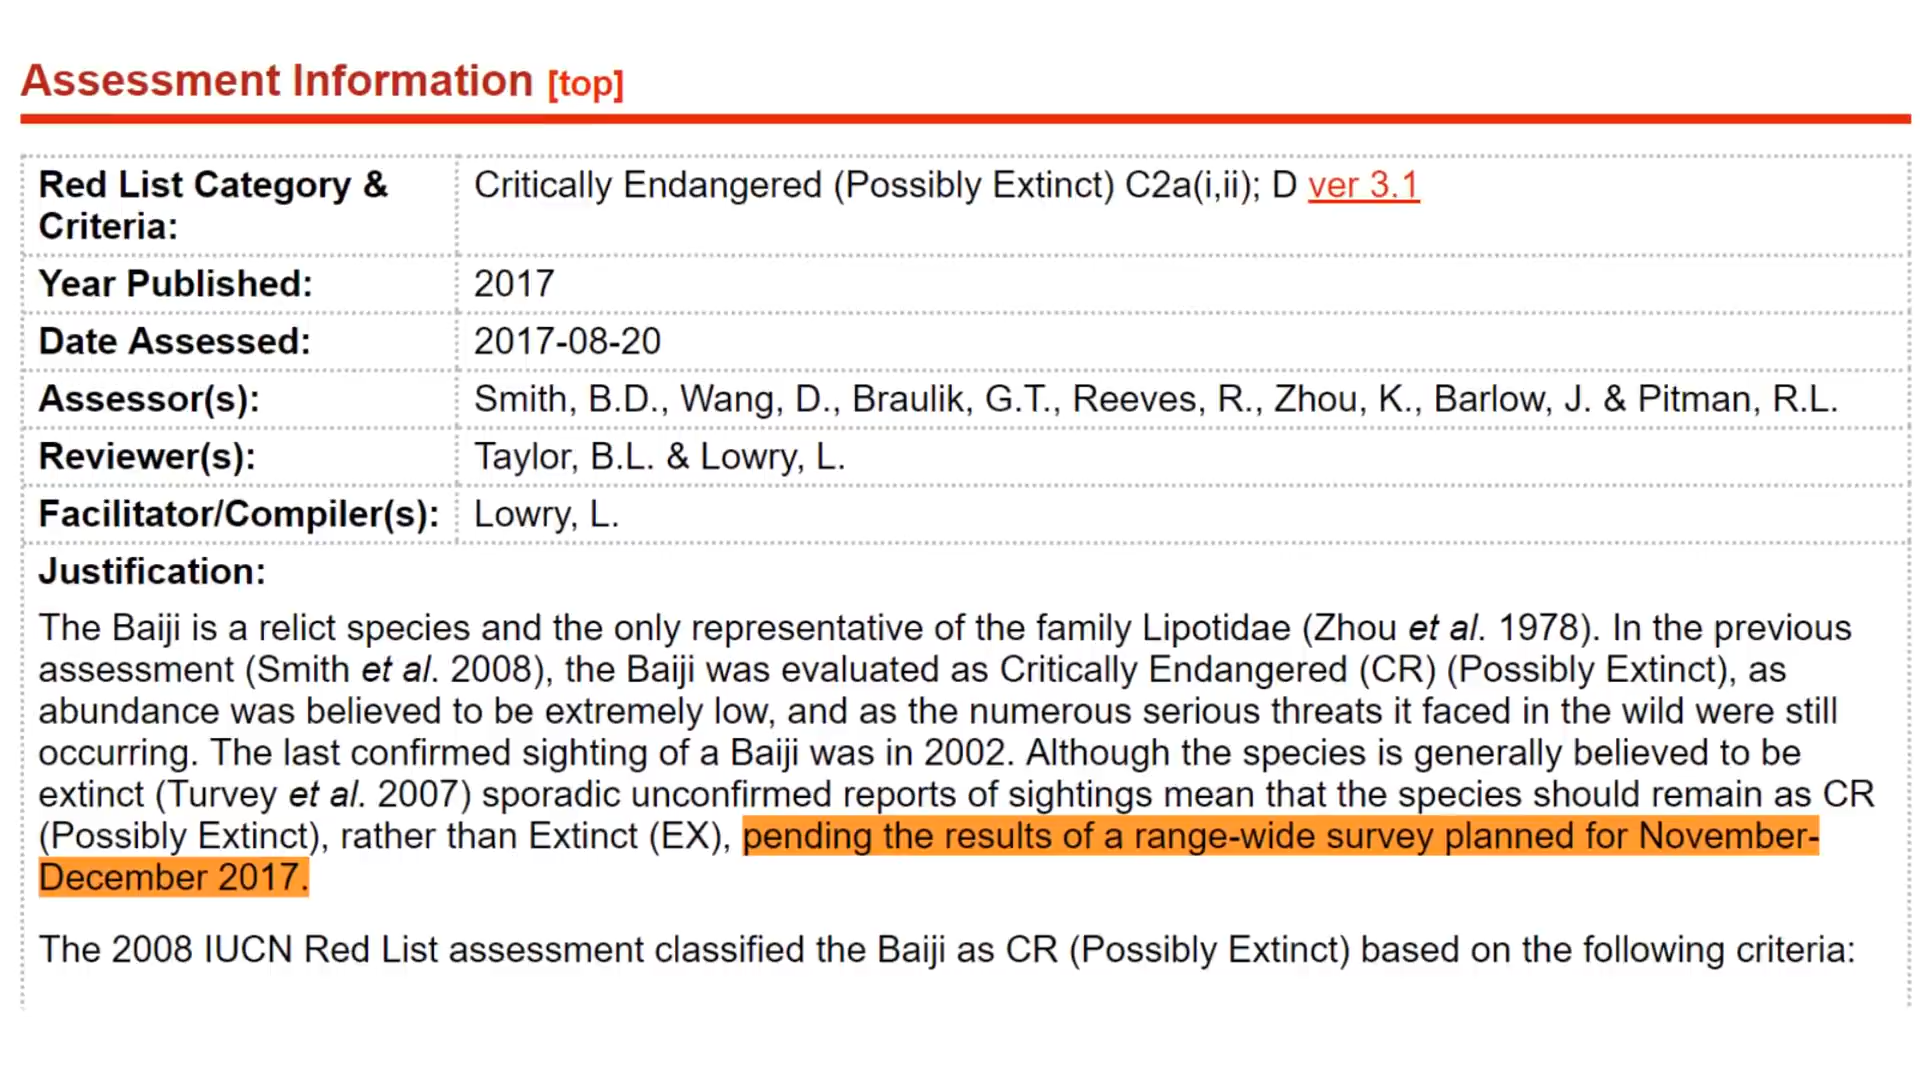 Assessment Information [top]
Red List Category & Critically Endangered (Possibly Extinct) C2a(i,ii); D ver 3.1
Criteria:
Year Published: 2017
Date Assessed: 2017-08-20
Assessor(s): Smith, B.D., Wang, D., Braulik, G.T., Reeves, R., Zhou, K., Barlow, J. & Pitman, R.L.
Reviewer(s): Taylor, B.L. & Lowry, L.
Facilitator/Compiler(s): Lowry, L.
Justification:
The Baiji is a relict species and the only representative of the family Lipotidae (Zhou et al. 1978). In the previous
assessment (Smith et al. 2008), the Baiji was evaluated as Critically Endangered (CR) (Possibly Extinct), as
abundance was believed to be extremely low, and as the numerous serious threats it faced in the wild were still
occurring. The last confirmed sighting of a Baiji was in 2002. Although the species is generally believed to be
extinct (Turvey et al. 2007) sporadic unconfirmed reports of sightings mean that the species should remain as CR
(Possibly Extinct), rather than Extinct (EX), pending the results of a range-wide survey planned for November-
December 2017.
The 2008 IUCN Red List assessment classified the Baiji as CR (Possibly Extinct) based on the following criteria: